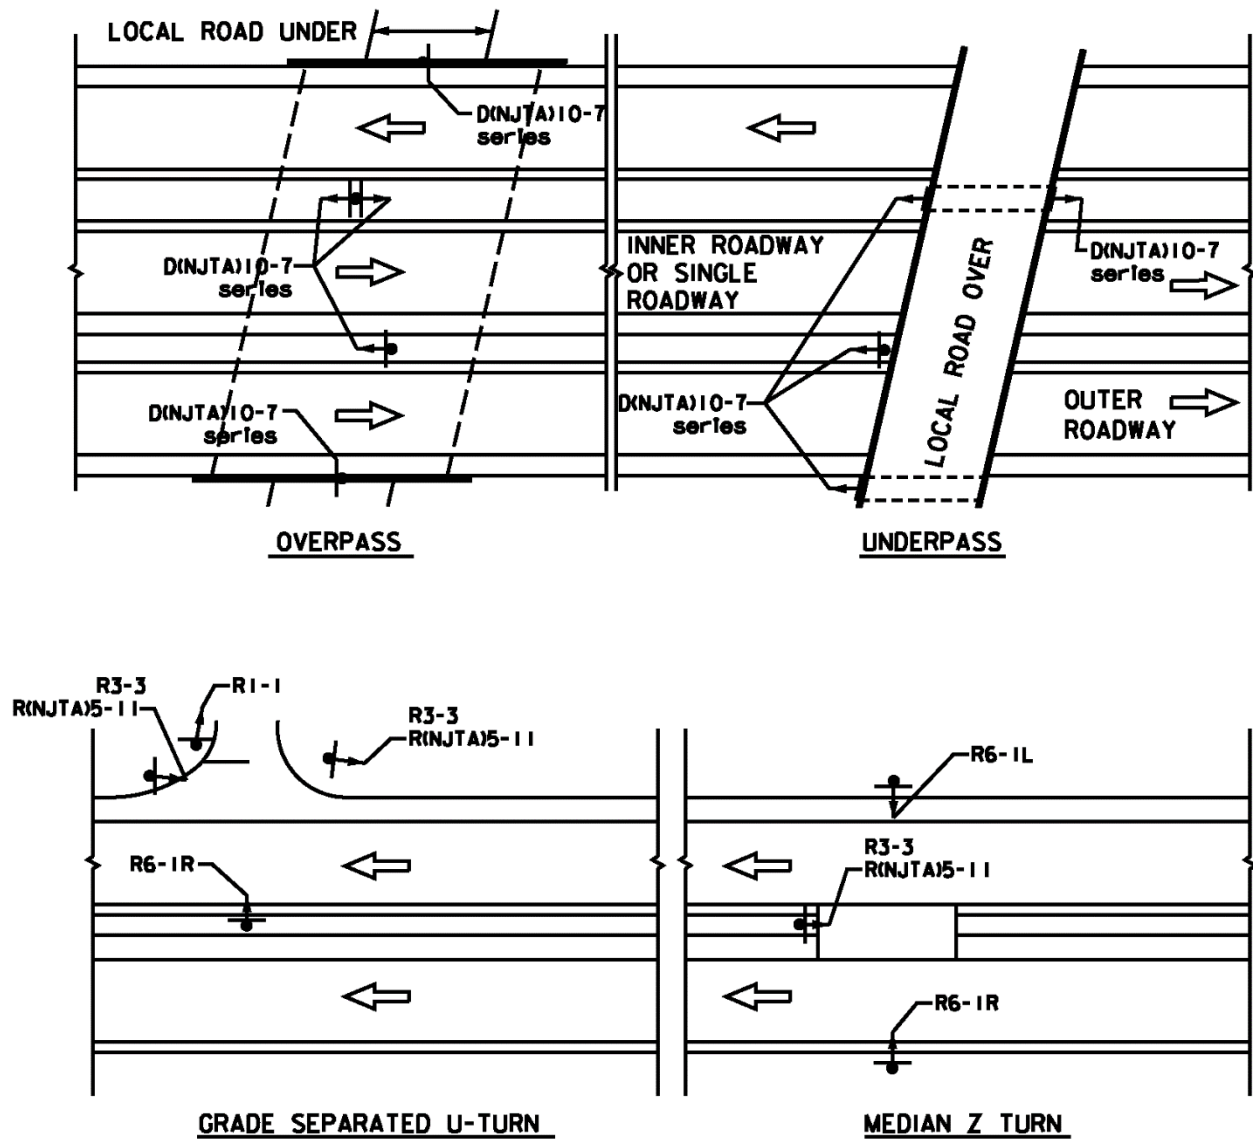 LOCAL ROAD UNDER
D(NJTA)10-7
series
D(NJTA)10-7
series
D(NJTA)10-7
series
OVERPASS
INNER ROADWAY
OR SINGLE
ROADWAY
D(NJTA)10-7
series
LOCAL ROAD OVER
D(NJTA)10-7
series
OUTER
ROADWAY
UNDERPASS
R3-3
R(NJTA)5-11
R1-1
R3-3
R(NJTA)5-11
R6-1R
GRADE SEPARATED U-TURN
R6-1L
R3-3
R(NJTA)5-11
R6-1R
MEDIAN Z TURN